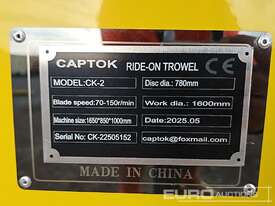 CAPTOK RIDE-ON TROWEL CE
MODEL:CK-2 Disc dia.: 780mm
Blade speed:70-150r/min Work dia.: 1600mm
Machine size:1650*850*1000mm Date:2025.05
Serial No: CK-22505152 captok@foxmail.com
MADE IN CHINA
EURO
AUCTIONS